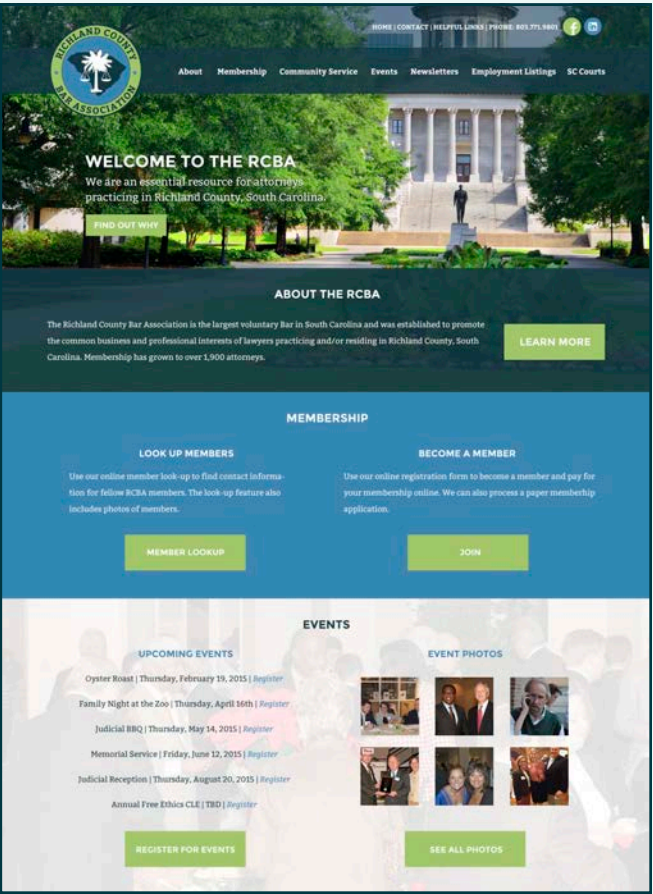 HOME | CONTACT | HELPFUL LINKS | PHONE: 803.771.9801
RICHLAND COUNTY
BAR ASSOCIATION
About Membership Community Service Events Newsletters Employment Listings SC Courts
WELCOME TO THE RCBA
We are an essential resource for attorneys
practicing in Richland County, South Carolina.
FIND OUT WHY
ABOUT THE RCBA
The Richland County Bar Association is the largest voluntary Bar in South Carolina and was established to promote
the common business and professional interests of lawyers practicing and/or residing in Richland County, South
Carolina. Membership has grown to over 1,900 attorneys.
LEARN MORE
MEMBERSHIP
LOOK UP MEMBERS
Use our online member look-up to find contact informa-
tion for fellow RCBA members. The look-up feature also
includes photos of members.
MEMBER LOOKUP
BECOME A MEMBER
Use our online registration form to become a member and pay for
your membership online. We can also process a paper memberhip
application.
JOIN
EVENTS
UPCOMING EVENTS
Oyster Roast | Thursday, February 19, 2015 | Register
Family Night at the Zoo | Thursday, April 16th | Register
Judicial BBQ | Thursday, May 14, 2015 | Register
Memorial Service | Friday, June 12, 2015 | Register
Judicial Reception | Thursday, August 20, 2015 | Register
Annual Free Ethics CLE | TBD | Register
REGISTER FOR EVENTS
EVENT PHOTOS
SEE ALL PHOTOS